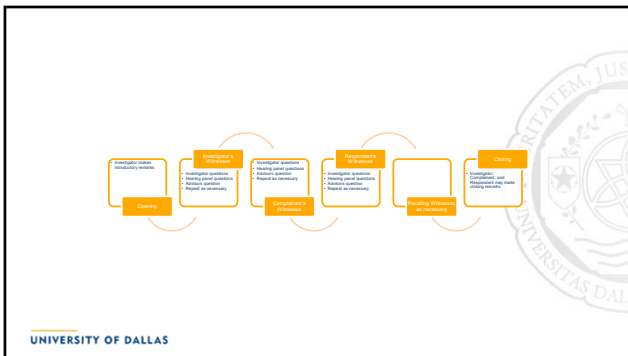 • Investigator makes
introductory remarks
Opening
Investigator's
Witnesses
• Investigator questions
• Hearing panel questions
• Advisors question
• Repeat as necessary
• Investigator questions
• Hearing panel questions
• Advisors question
• Repeat as necessary
Complainant's
Witnesses
Respondent's
Witnesses
• Investigator questions
• Hearing panel questions
• Advisors question
• Repeat as necessary
Recalling Witnesses
as necessary
Closing
• Investigator,
Complainant, and
Respondent may make
closing remarks
UNIVERSITY OF DALLAS